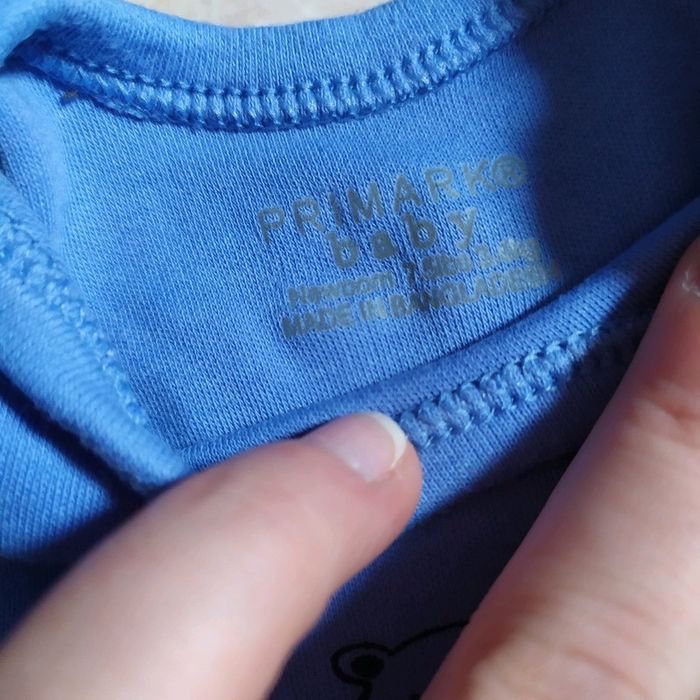 PRIMARK®
baby
Newborn 7.5lbs 3.4kg
MADE IN BANGLADESH